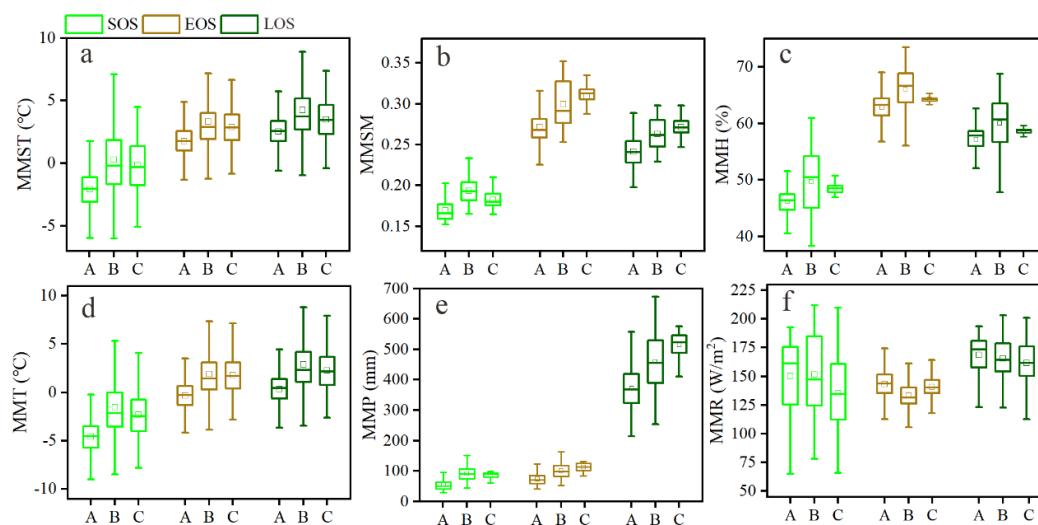 SOS EOS LOS
a
MMST (℃)
10
5
0
-5
A B C A B C A B C
b
MMSM
0.35
0.30
0.25
0.20
0.15
A B C A B C A B C
c
MMH (%)
70
60
50
40
A B C A B C A B C
d
MMT (℃)
10
5
0
-5
-10
A B C A B C A B C
e
MMP (mm)
700
600
500
400
300
200
100
0
A B C A B C A B C
f
MMR (W/m²)
225
200
175
150
125
100
75
50
A B C A B C A B C